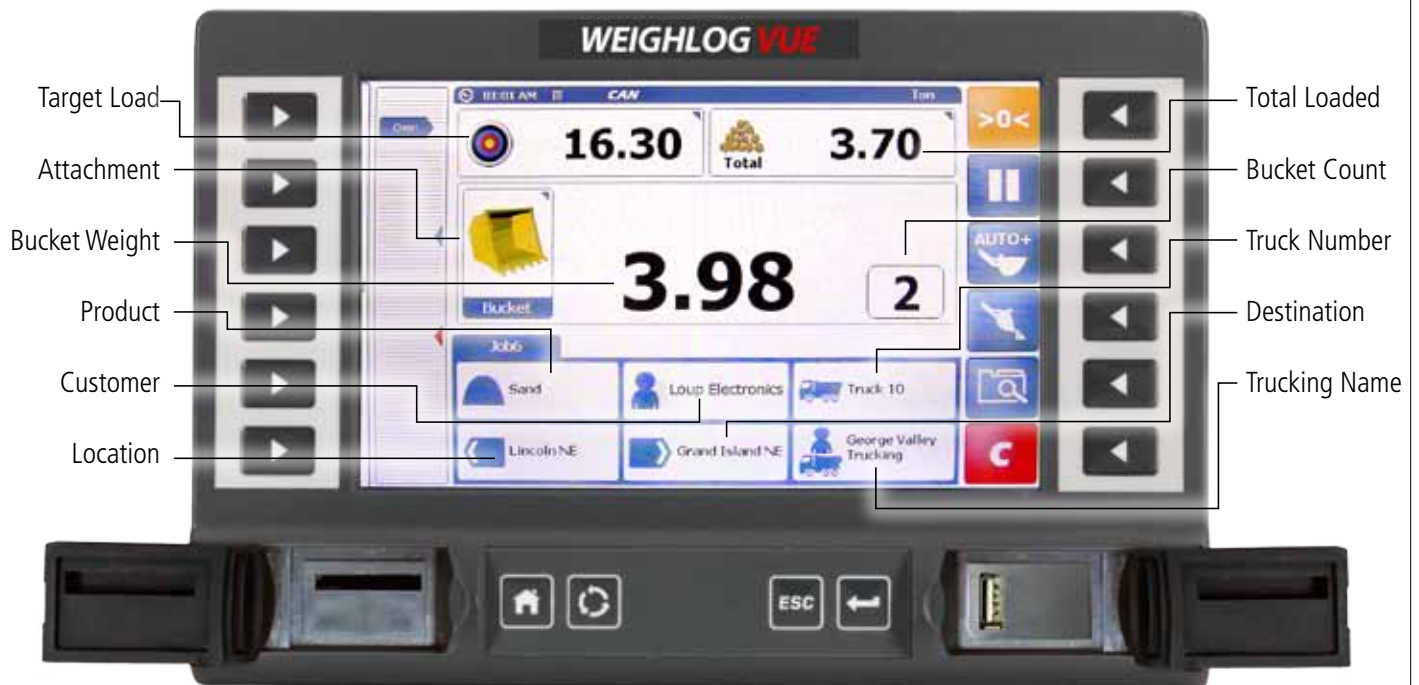 WEIGHLOG VUE
Target Load
Attachment
Bucket Weight
Product
Customer
Location
CAN
Tons
16.30
Total
3.70
Bucket
3.98
2
Job6
Sand
Loup Electronics
Truck 10
Lincoln NE
Grand Island NE
George Valley
Trucking
>0<
AUTO+
C
Total Loaded
Bucket Count
Truck Number
Destination
Trucking Name
ESC